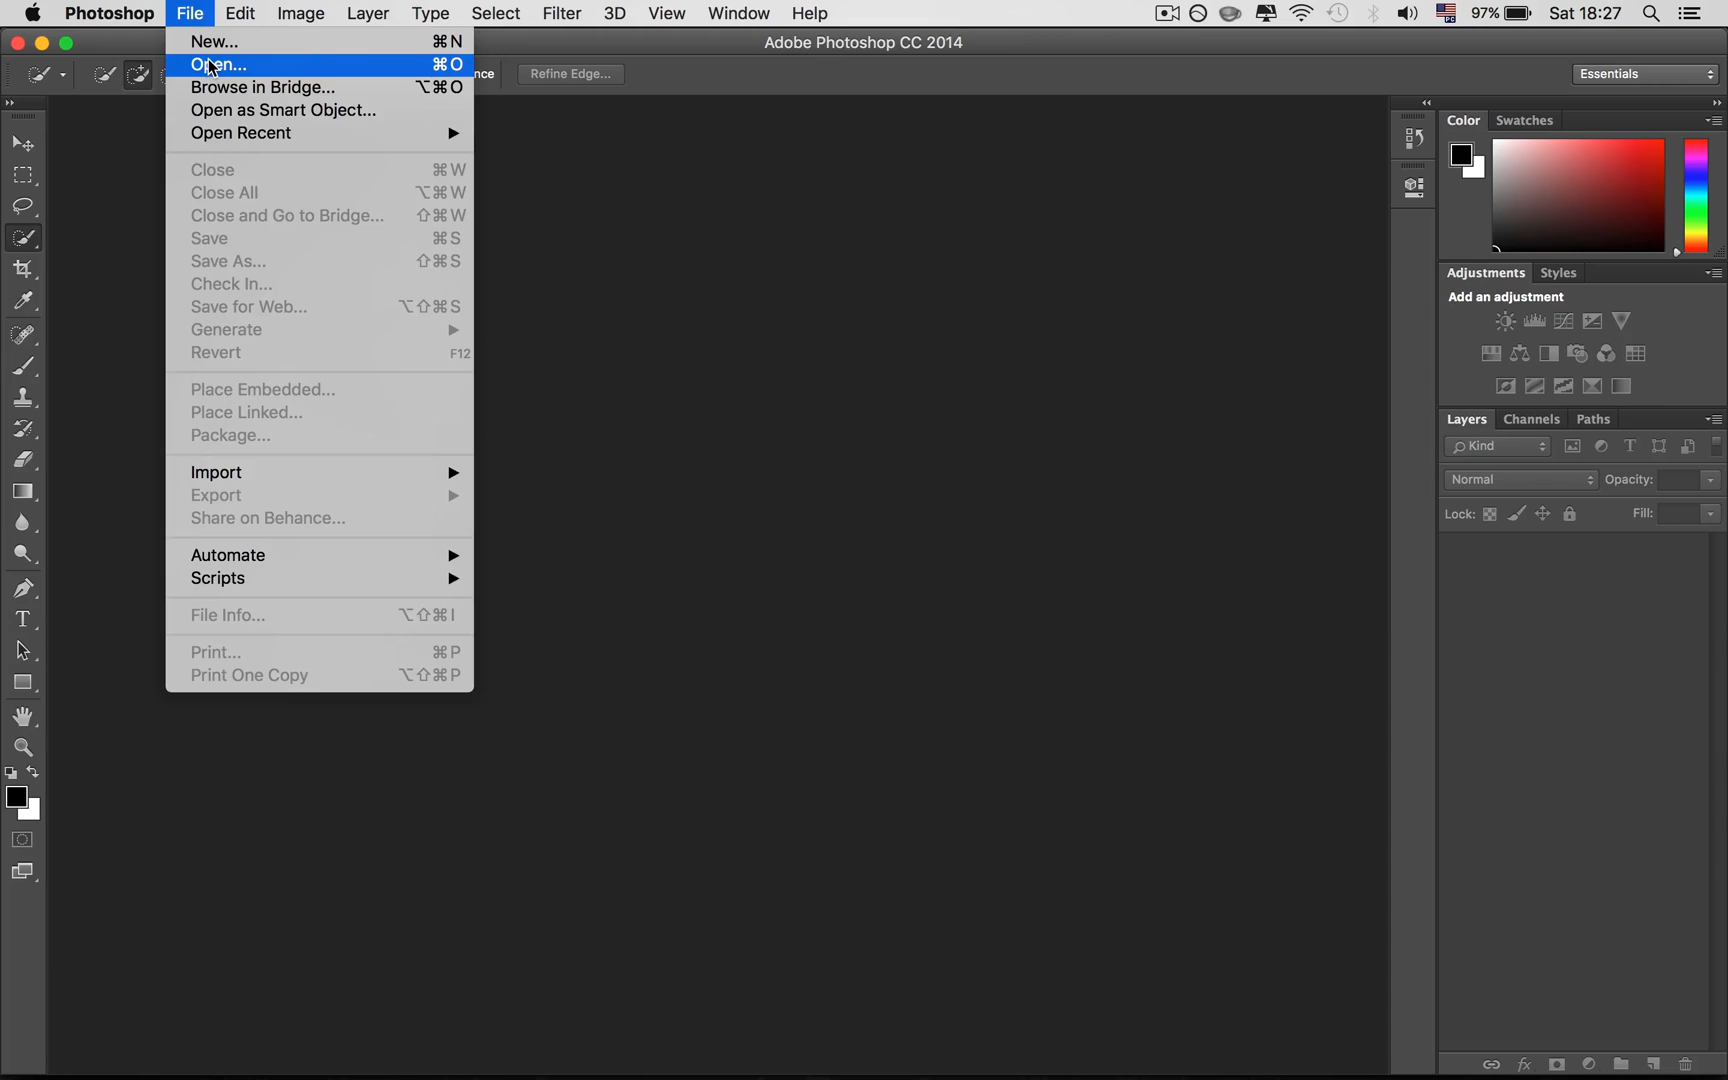 Photoshop File Edit Image Layer Type Select Filter 3D View Window Help 97% Sat 18:27
Adobe Photoshop CC 2014
New... ⌘N
Open... ⌘O
nce Refine Edge... Essentials
Browse in Bridge... ⌥⌘O
Open as Smart Object...
Open Recent ▶
Close ⌘W
Close All ⌥⌘W
Close and Go to Bridge... ⇧⌘W
Save ⌘S
Save As... ⇧⌘S
Check In...
Save for Web... ⌥⇧⌘S
Generate ▶
Revert F12
Place Embedded...
Place Linked...
Package...
Import ▶
Export ▶
Share on Behance...
Automate ▶
Scripts ▶
File Info... ⌥⇧⌘I
Print... ⌘P
Print One Copy ⌥⇧⌘P
Color Swatches
Adjustments Styles
Add an adjustment
Layers Channels Paths
Kind
Normal Opacity:
Lock: Fill:
fx